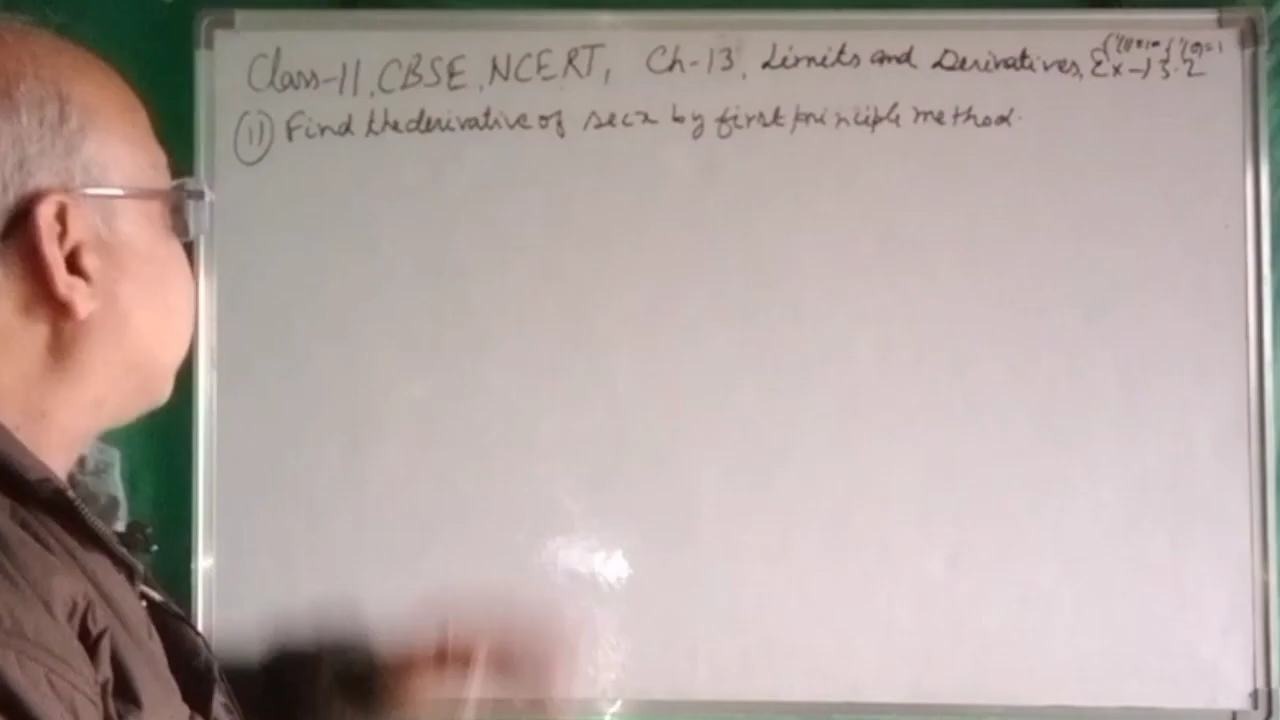 Class-11, CBSE, NCERT, Ch-13, Limits and Derivatives, Ex-13.2
(11) Find the derivative of secx by first principle method.